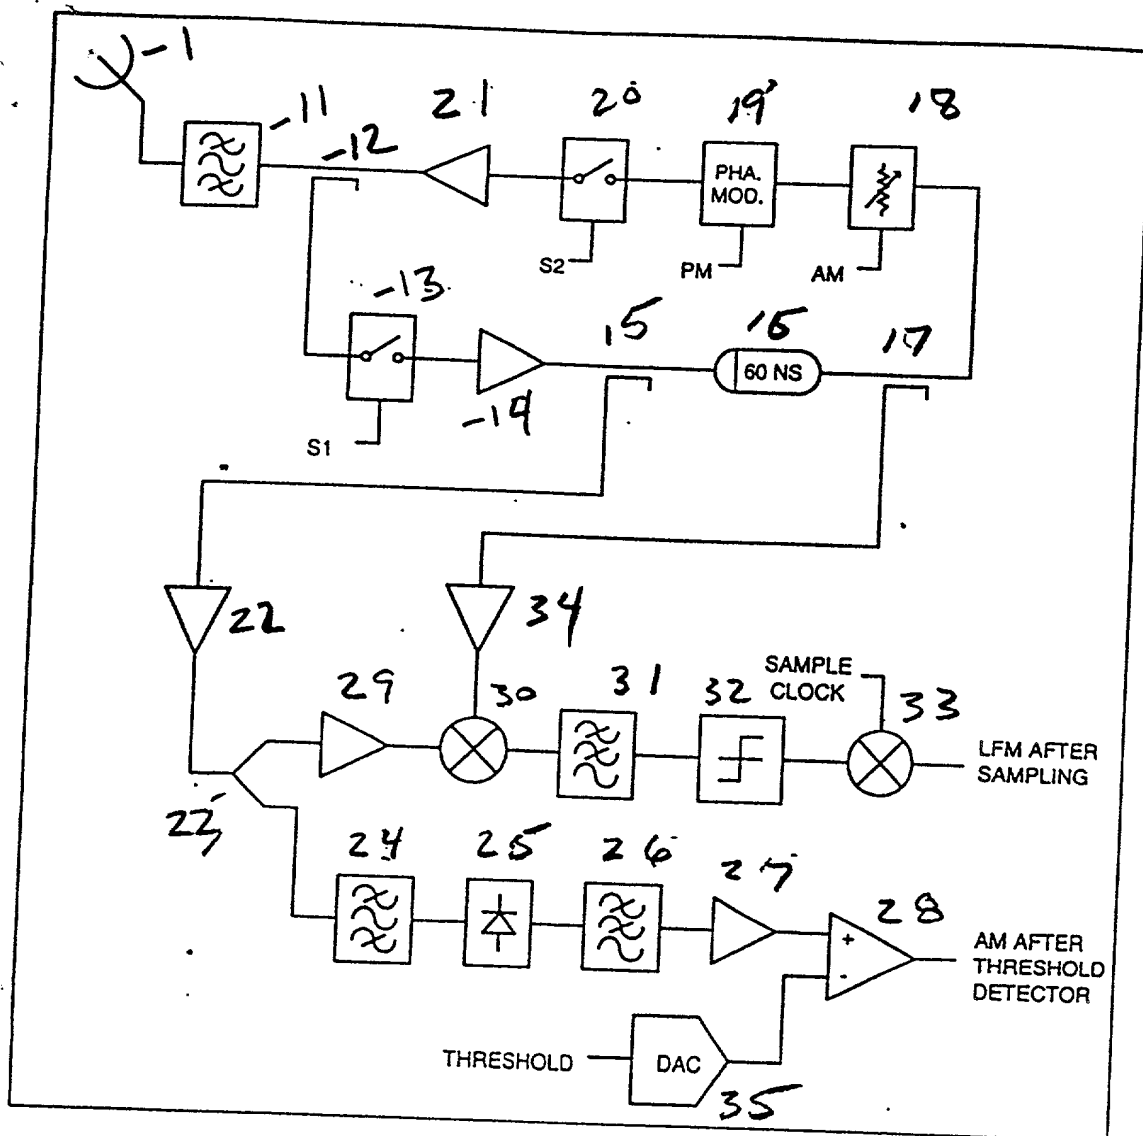 -1
-11
-12
21
20
19
18
PHA.
MOD.
S2
PM
AM
-13
15
16
17
60 NS
-14
S1
22
34
29
30
31
32
SAMPLE
CLOCK
33
LFM AFTER
SAMPLING
23
24
25
26
27
28
+
-
AM AFTER
THRESHOLD
DETECTOR
THRESHOLD
DAC
35